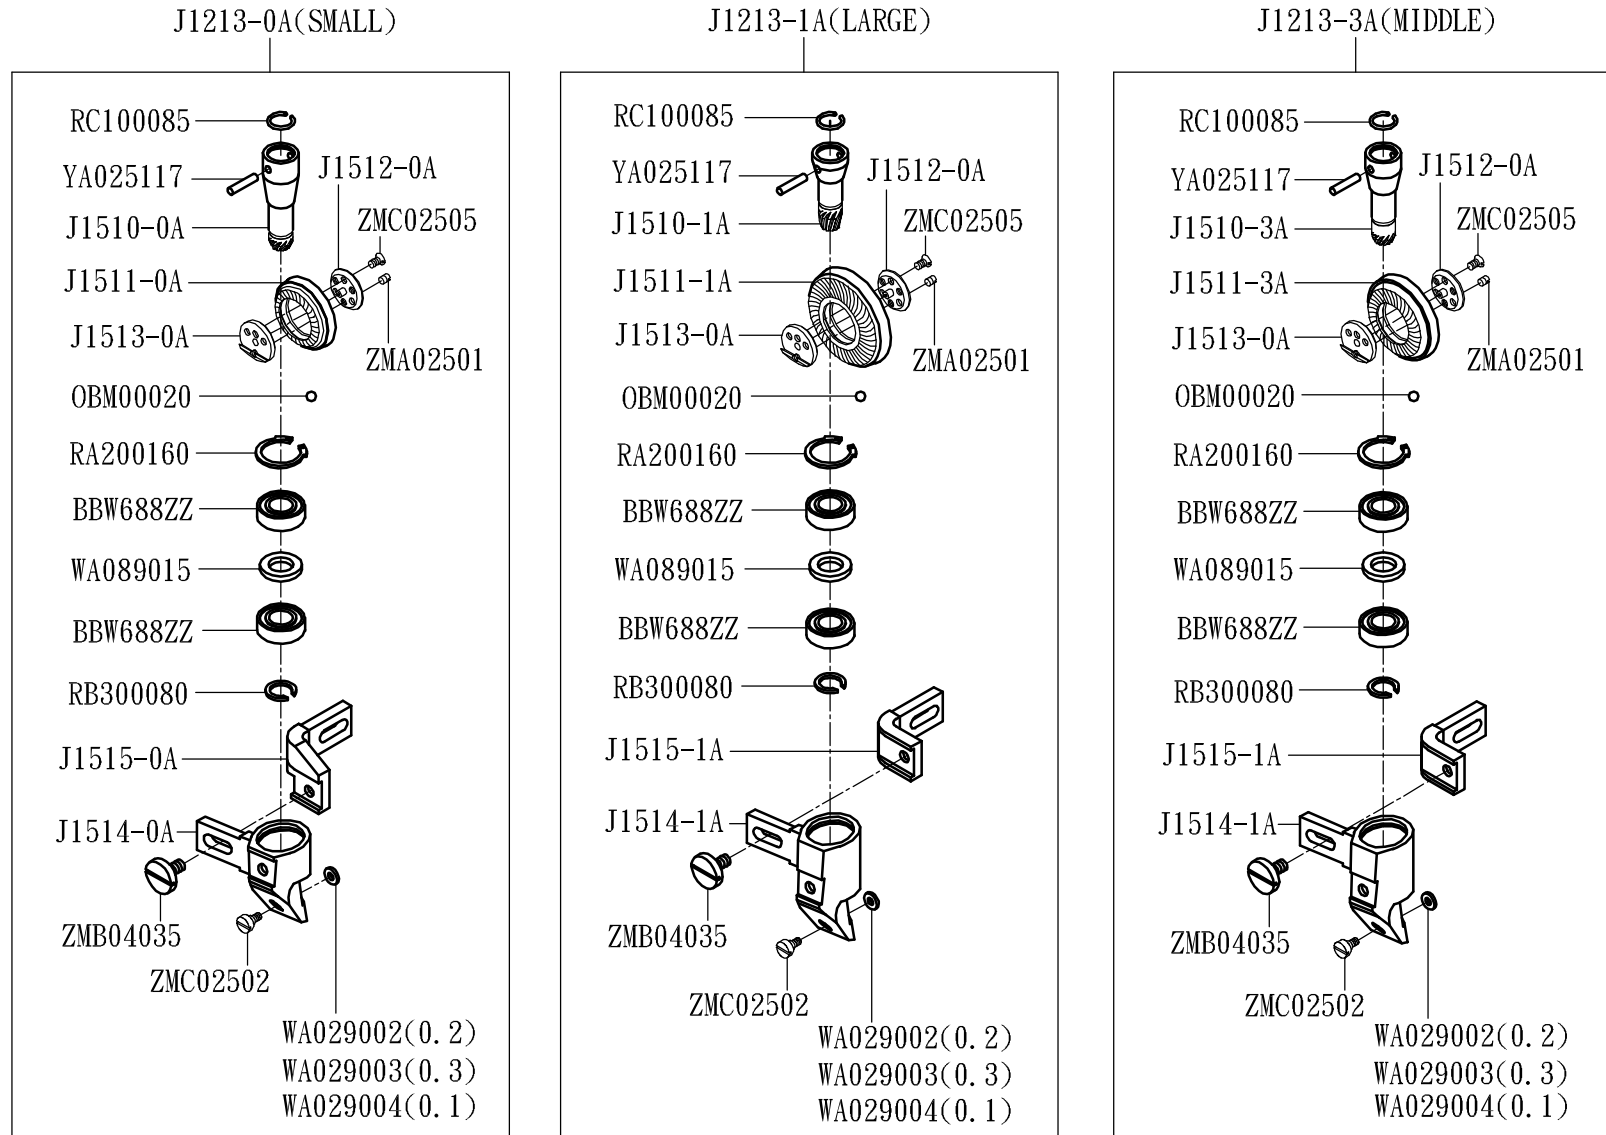 J1213-0A(SMALL)
RC100085
YA025117
J1512-0A
J1510-0A
ZMC02505
J1511-0A
J1513-0A
ZMA02501
OBM00020
RA200160
BBW688ZZ
WA089015
BBW688ZZ
RB300080
J1515-0A
J1514-0A
ZMB04035
ZMC02502
WA029002(0.2)
WA029003(0.3)
WA029004(0.1)
J1213-1A(LARGE)
RC100085
YA025117
J1512-0A
J1510-1A
ZMC02505
J1511-1A
J1513-0A
ZMA02501
OBM00020
RA200160
BBW688ZZ
WA089015
BBW688ZZ
RB300080
J1515-1A
J1514-1A
ZMB04035
ZMC02502
WA029002(0.2)
WA029003(0.3)
WA029004(0.1)
J1213-3A(MIDDLE)
RC100085
YA025117
J1512-0A
J1510-3A
ZMC02505
J1511-3A
J1513-0A
ZMA02501
OBM00020
RA200160
BBW688ZZ
WA089015
BBW688ZZ
RB300080
J1515-1A
J1514-1A
ZMB04035
ZMC02502
WA029002(0.2)
WA029003(0.3)
WA029004(0.1)